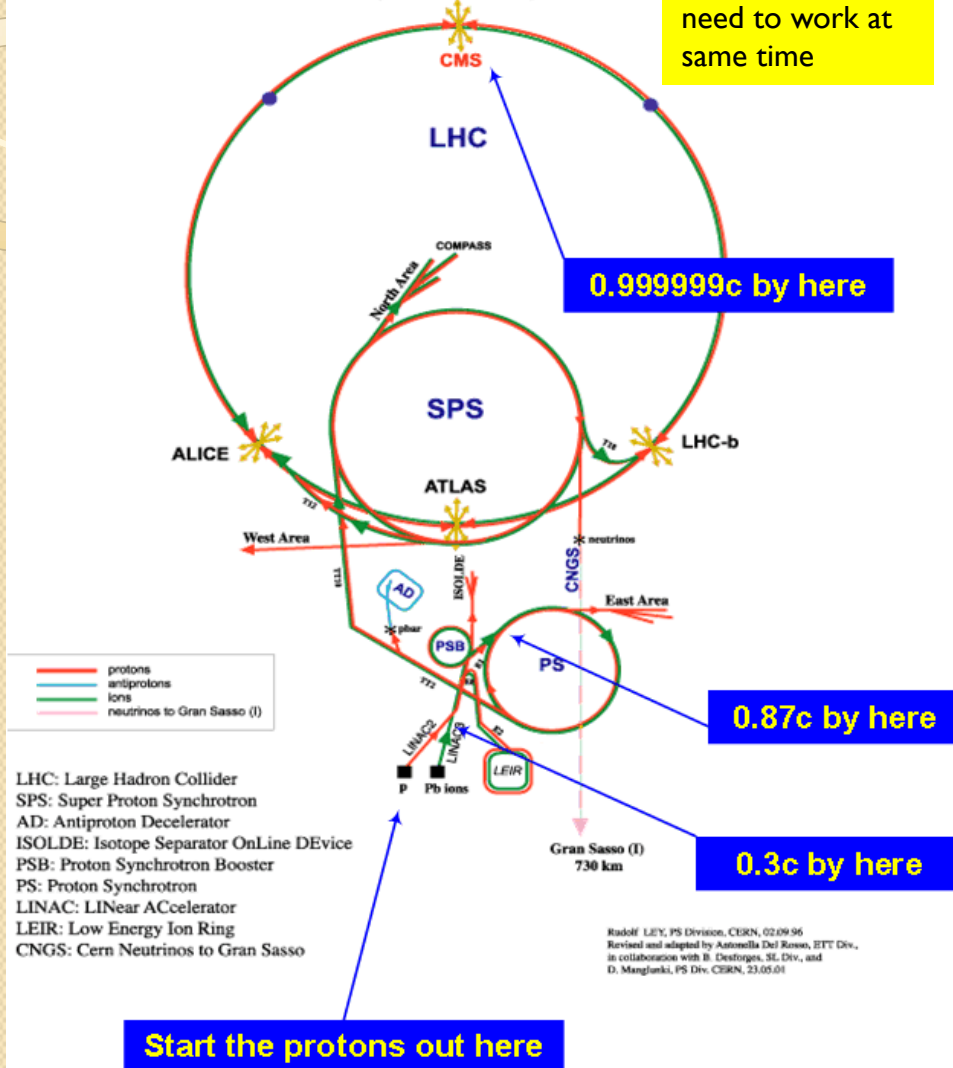 need to work at
same time
CMS
LHC
COMPASS
North Area
0.999999c by here
SPS
T18
ALICE
LHC-b
ATLAS
T12
West Area
ISOLDE
neutrinos
CNGS
TT10
AD
East Area
pbar
PSB
PS
protons
antiprotons
ions
neutrinos to Gran Sasso (I)
TT2
E2
0.87c by here
LINAC2
LINAC3
LEIR
P
Pb ions
LHC: Large Hadron Collider
SPS: Super Proton Synchrotron
AD: Antiproton Decelerator
ISOLDE: Isotope Separator OnLine DEvice
PSB: Proton Synchrotron Booster
PS: Proton Synchrotron
LINAC: LINear ACcelerator
LEIR: Low Energy Ion Ring
CNGS: Cern Neutrinos to Gran Sasso
Gran Sasso (I)
730 km
0.3c by here
Rudolf LEY, PS Division, CERN, 02.09.96
Revised and adapted by Antonella Del Rosso, ETT Div.,
in collaboration with B. Desforges, SL Div., and
D. Manglunki, PS Div. CERN, 23.05.01
Start the protons out here